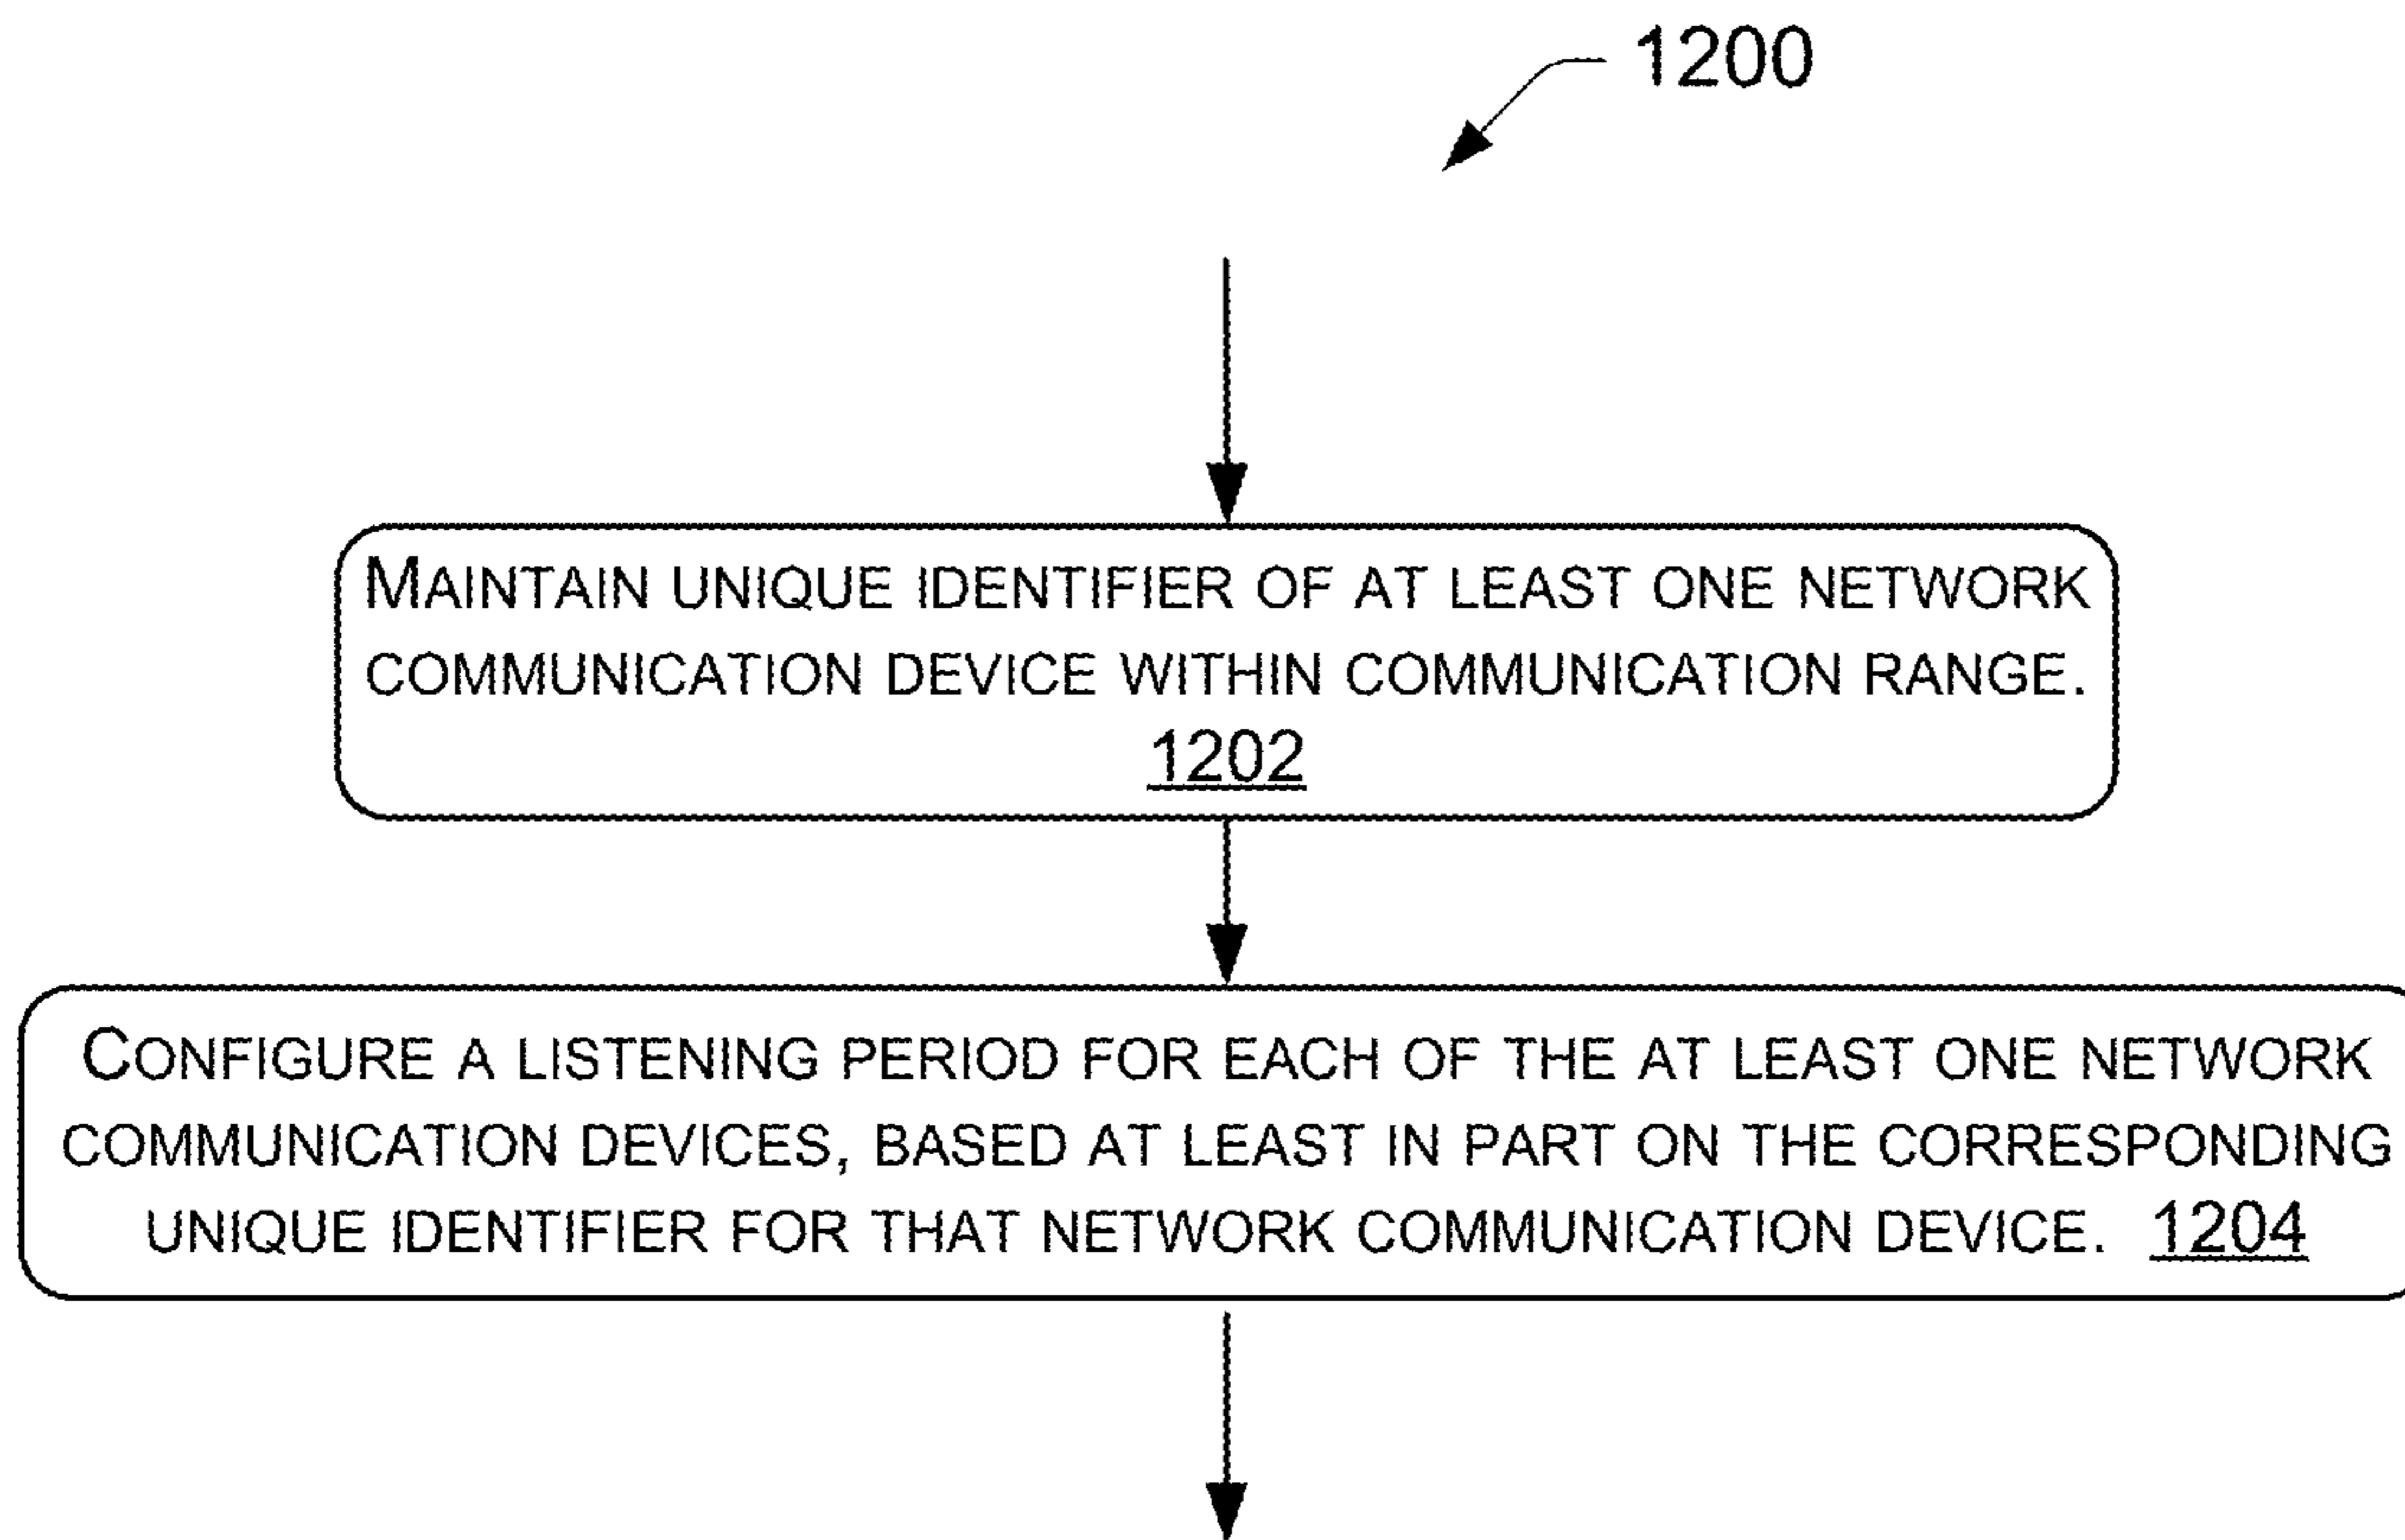 1200
MAINTAIN UNIQUE IDENTIFIER OF AT LEAST ONE NETWORK
COMMUNICATION DEVICE WITHIN COMMUNICATION RANGE.
1202
CONFIGURE A LISTENING PERIOD FOR EACH OF THE AT LEAST ONE NETWORK
COMMUNICATION DEVICES, BASED AT LEAST IN PART ON THE CORRESPONDING
UNIQUE IDENTIFIER FOR THAT NETWORK COMMUNICATION DEVICE. 1204